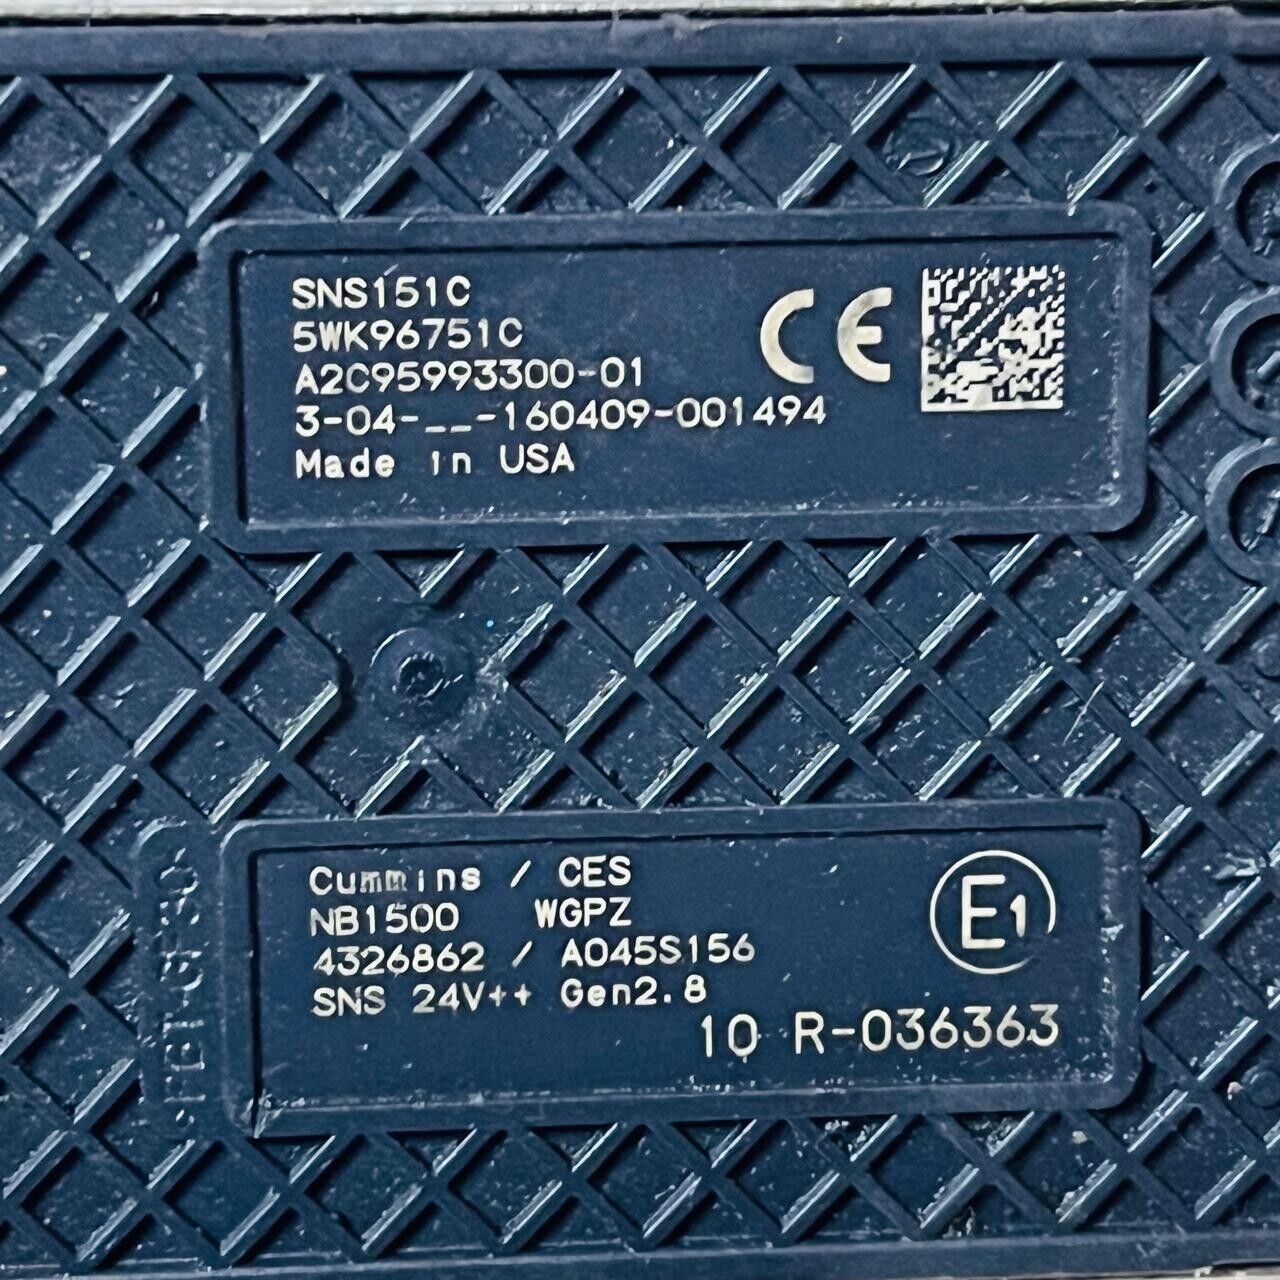 SNS151C
5WK96751C
A2C95993300-01
3-04-__-160409-001494
Made in USA
CE
Cummins / CES
NB1500 WGPZ
4326862 / A045S156
SNS 24V++ Gen2.8
E1
10 R-036363